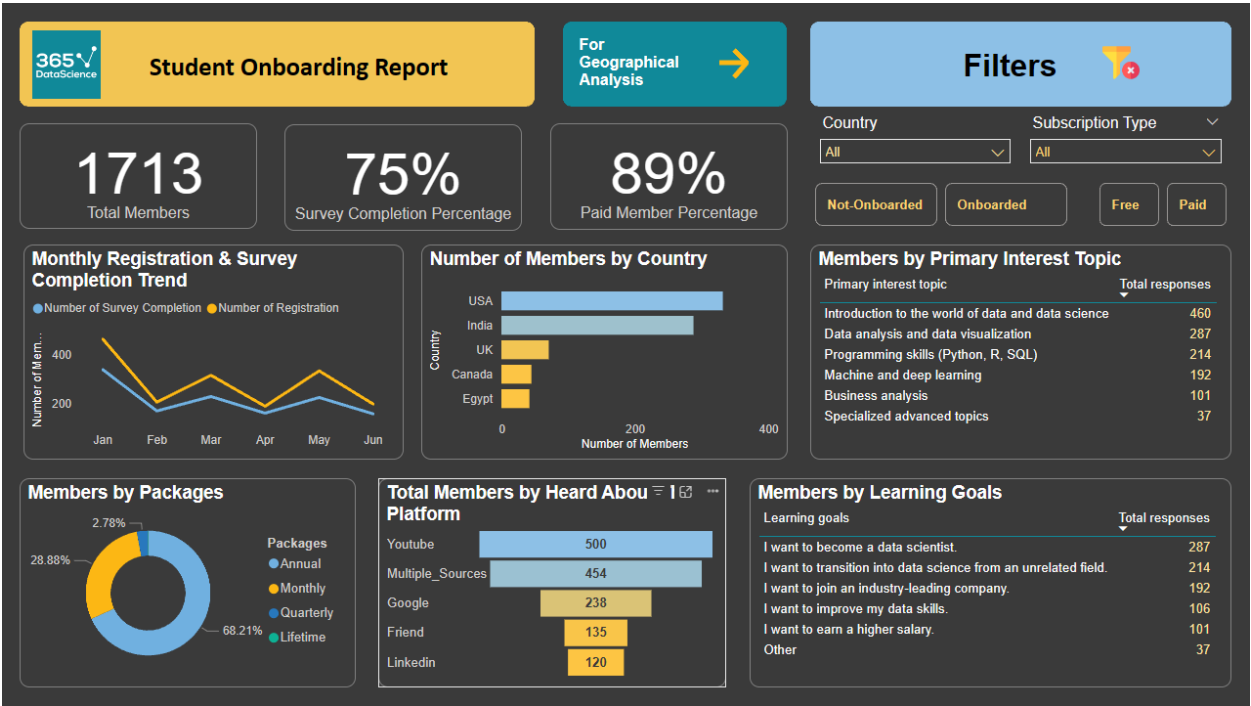 365
DataScience
Student Onboarding Report
For
Geographical
Analysis
Filters
Country
Subscription Type
All
All
Not-Onboarded
Onboarded
Free
Paid
1713
Total Members
75%
Survey Completion Percentage
89%
Paid Member Percentage
Monthly Registration & Survey
Completion Trend
Number of Survey Completion Number of Registration
Number of Mem...
400
200
Jan Feb Mar Apr May Jun
Number of Members by Country
Country
USA
India
UK
Canada
Egypt
0 200 400
Number of Members
Members by Primary Interest Topic
Primary interest topic Total responses
Introduction to the world of data and data science 460
Data analysis and data visualization 287
Programming skills (Python, R, SQL) 214
Machine and deep learning 192
Business analysis 101
Specialized advanced topics 37
Members by Packages
2.78%
28.88%
68.21%
Packages
Annual
Monthly
Quarterly
Lifetime
Total Members by Heard Abou
Platform
Youtube 500
Multiple_Sources 454
Google 238
Friend 135
Linkedin 120
Members by Learning Goals
Learning goals Total responses
I want to become a data scientist. 287
I want to transition into data science from an unrelated field. 214
I want to join an industry-leading company. 192
I want to improve my data skills. 106
I want to earn a higher salary. 101
Other 37